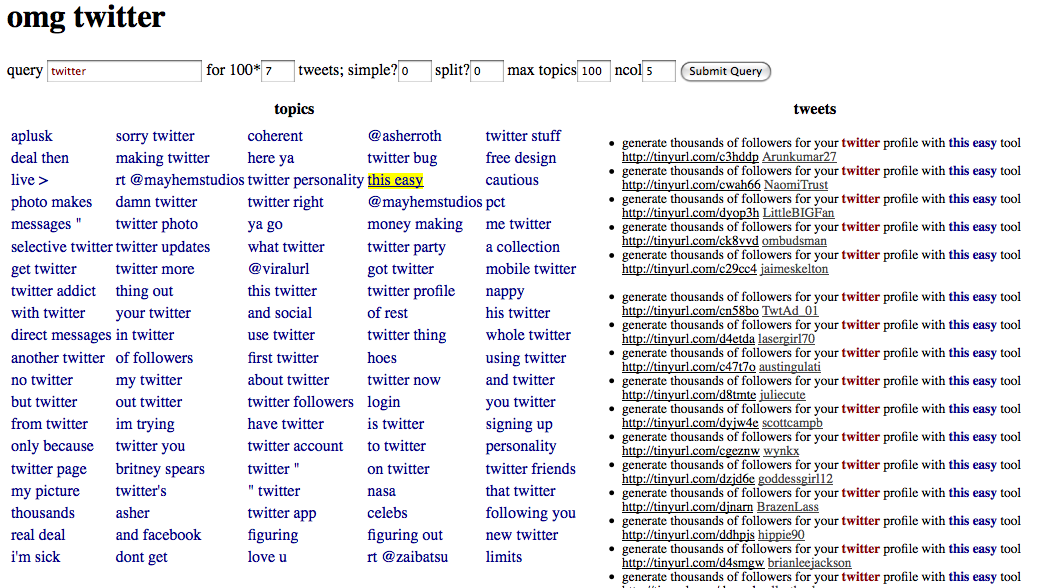 omg twitter
query twitter for 100* 7 tweets; simple? 0 split? 0 max topics 100 ncol 5 Submit Query
topics
aplusk sorry twitter coherent @asherroth twitter stuff
deal then making twitter here ya twitter bug free design
live > rt @mayhemstudios twitter personality this easy cautious
photo makes damn twitter twitter right @mayhemstudios pct
messages " twitter photo ya go money making me twitter
selective twitter twitter updates what twitter twitter party a collection
get twitter twitter more @viralurl got twitter mobile twitter
twitter addict thing out this twitter twitter profile nappy
with twitter your twitter and social of rest his twitter
direct messages in twitter use twitter twitter thing whole twitter
another twitter of followers first twitter hoes using twitter
no twitter my twitter about twitter twitter now and twitter
but twitter out twitter twitter followers login you twitter
from twitter im trying have twitter is twitter signing up
only because twitter you twitter account to twitter personality
twitter page britney spears twitter " on twitter twitter friends
my picture twitter's " twitter nasa that twitter
thousands asher twitter app celebs following you
real deal and facebook figuring figuring out new twitter
i'm sick dont get love u rt @zaibatsu limits
tweets
generate thousands of followers for your twitter profile with this easy tool
http://tinyurl.com/c3hddp Arunkumar27
generate thousands of followers for your twitter profile with this easy tool
http://tinyurl.com/cwah66 NaomiTrust
generate thousands of followers for your twitter profile with this easy tool
http://tinyurl.com/dyop3h LittleBIGFan
generate thousands of followers for your twitter profile with this easy tool
http://tinyurl.com/ck8vvd ombudsman
generate thousands of followers for your twitter profile with this easy tool
http://tinyurl.com/c29cc4 jaimeskelton
generate thousands of followers for your twitter profile with this easy tool
http://tinyurl.com/cn58bo TwtAd_01
generate thousands of followers for your twitter profile with this easy tool
http://tinyurl.com/d4etda lasergirl70
generate thousands of followers for your twitter profile with this easy tool
http://tinyurl.com/c47t7o austingulati
generate thousands of followers for your twitter profile with this easy tool
http://tinyurl.com/d8tmte juliecute
generate thousands of followers for your twitter profile with this easy tool
http://tinyurl.com/dyjw4e scottcampb
generate thousands of followers for your twitter profile with this easy tool
http://tinyurl.com/cgeznw wynkx
generate thousands of followers for your twitter profile with this easy tool
http://tinyurl.com/dzjd6e goddessgirl12
generate thousands of followers for your twitter profile with this easy tool
http://tinyurl.com/djnarn BrazenLass
generate thousands of followers for your twitter profile with this easy tool
http://tinyurl.com/ddhpjs hippie90
generate thousands of followers for your twitter profile with this easy tool
http://tinyurl.com/d4smgw brianleejackson
generate thousands of followers for your twitter profile with this easy tool